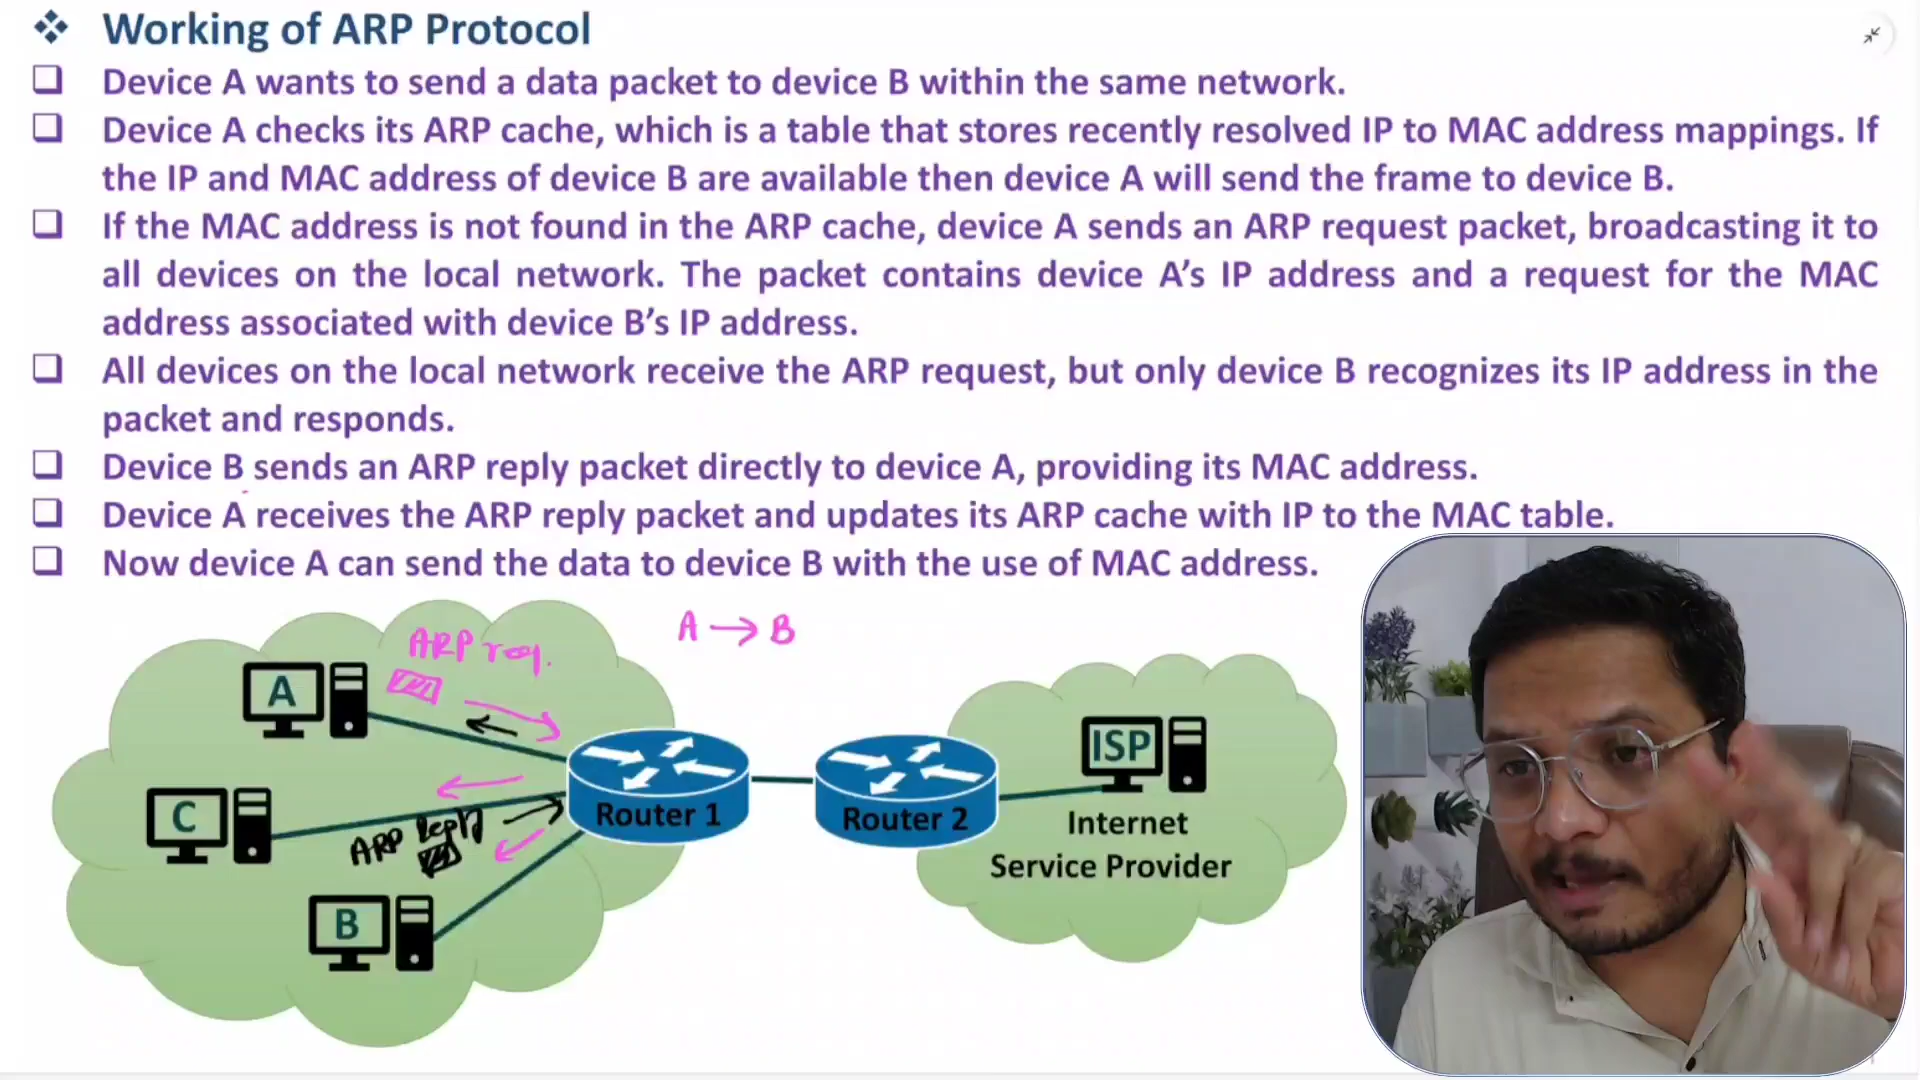 Working of ARP Protocol
Device A wants to send a data packet to device B within the same network.
Device A checks its ARP cache, which is a table that stores recently resolved IP to MAC address mappings. If
the IP and MAC address of device B are available then device A will send the frame to device B.
If the MAC address is not found in the ARP cache, device A sends an ARP request packet, broadcasting it to
all devices on the local network. The packet contains device A's IP address and a request for the MAC
address associated with device B's IP address.
All devices on the local network receive the ARP request, but only device B recognizes its IP address in the
packet and responds.
Device B sends an ARP reply packet directly to device A, providing its MAC address.
Device A receives the ARP reply packet and updates its ARP cache with IP to the MAC table.
Now device A can send the data to device B with the use of MAC address.
A → B
ARP req.
A
ISP
C
Router 1
Router 2
Internet
Service Provider
ARP Reply
B